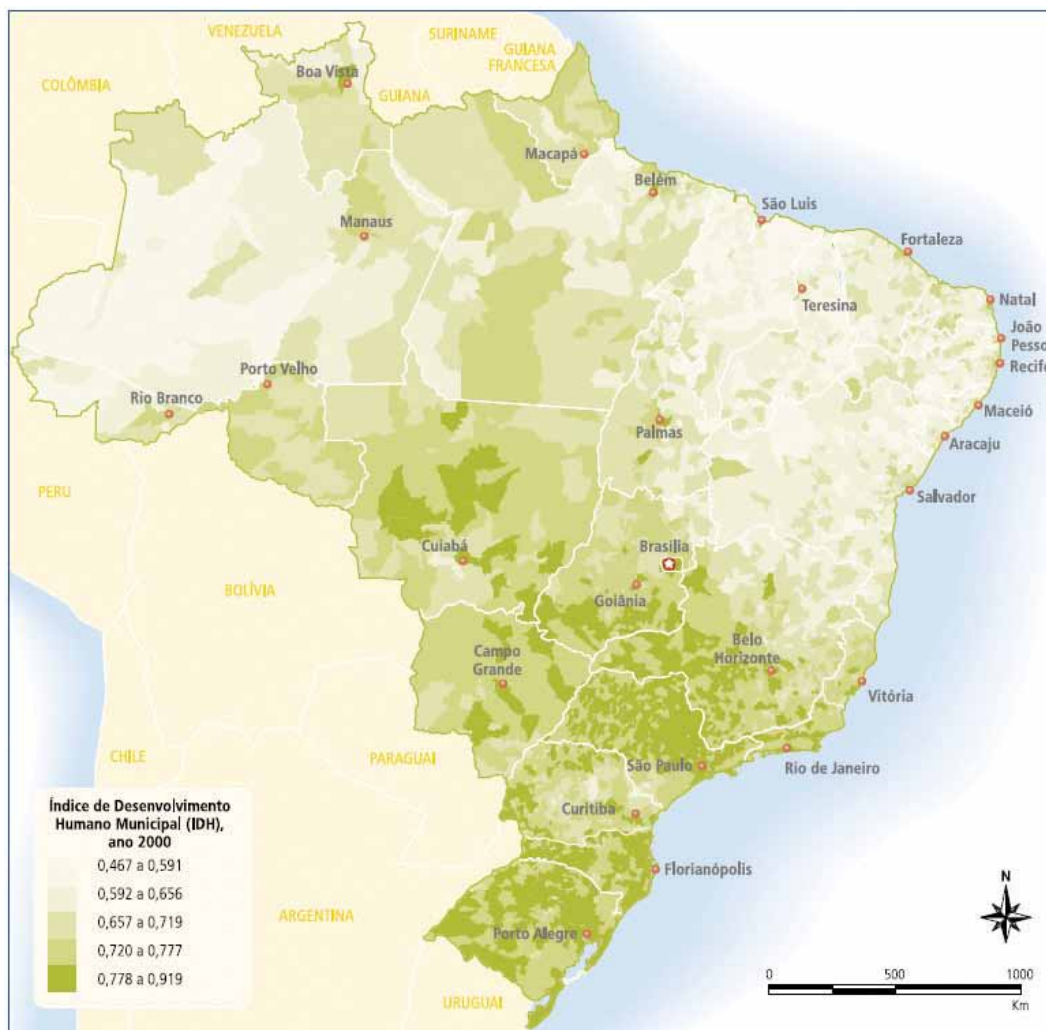 VENEZUELA
SURINAME
GUIANA
FRANCESA
COLÔMBIA
Boa Vista
GUIANA
Macapá
Belém
São Luis
Manaus
Fortaleza
Teresina
Natal
João
Pesso
Recife
Porto Velho
Rio Branco
Palmas
Maceió
Aracaju
PERU
Salvador
Cuiabá
Brasília
BOLÍVIA
Goiânia
Campo
Grande
Belo
Horizonte
Vitória
CHILE
PARAGUAI
São Paulo
Rio de Janeiro
Curitiba
Índice de Desenvolvimento
Humano Municipal (IDH),
ano 2000
0,467 a 0,591
0,592 a 0,656
0,657 a 0,719
0,720 a 0,777
0,778 a 0,919
Florianópolis
ARGENTINA
Porto Alegre
URUGUAI
N
0 500 1000
Km